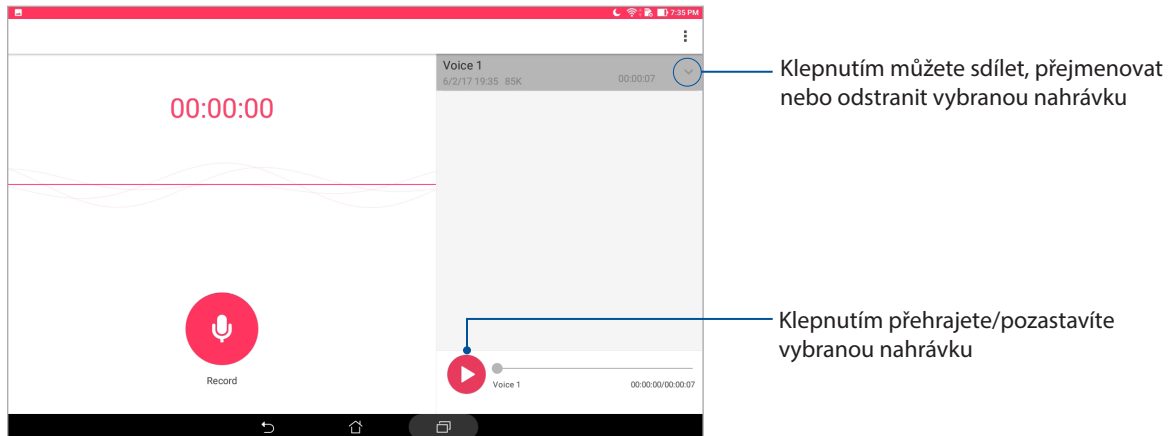 7:35 PM
Voice 1
6/2/17 19:35 85K 00:00:07
Klepnutím můžete sdílet, přejmenovat
nebo odstranit vybranou nahrávku
00:00:00
Klepnutím přehrajete/pozastavíte
vybranou nahrávku
Record
Voice 1 00:00:00/00:00:07